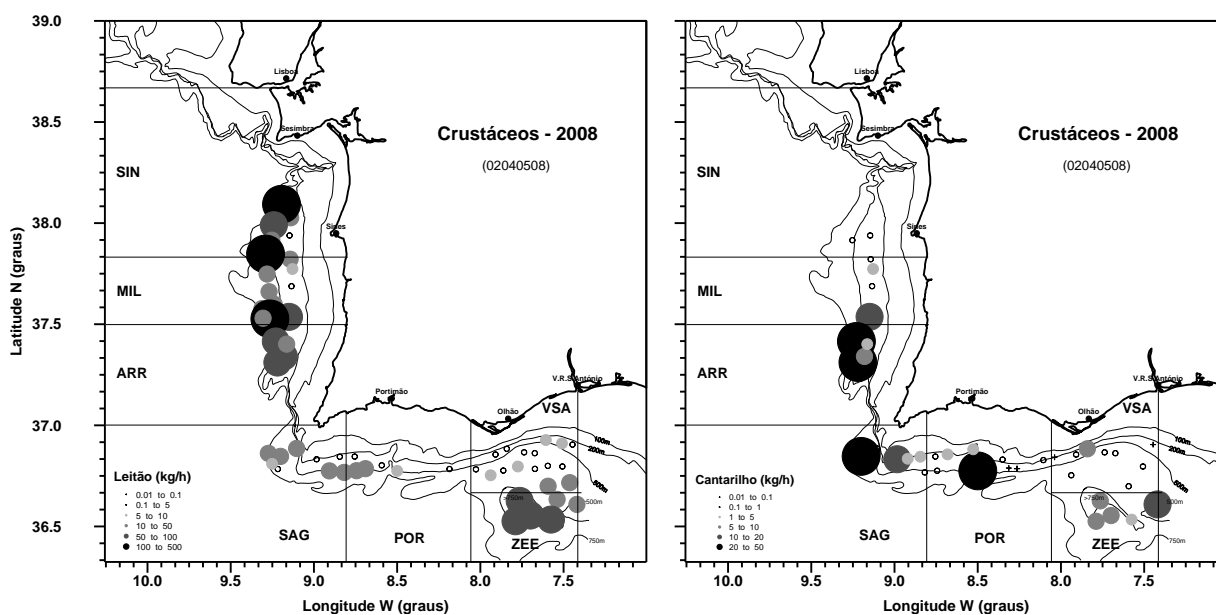 Crustáceos - 2008
(02040508)
Lisboa
Sesimbra
Sines
Portimão
Olhão
V.R.S.António
SIN
MIL
ARR
SAG
POR
VSA
ZEE
100m
200m
500m
>750m
500m
750m
Leitão (kg/h)
0.01 to 0.1
0.1 to 5
5 to 10
10 to 50
50 to 100
100 to 500
39.0
38.5
38.0
37.5
37.0
36.5
Latitude N (graus)
10.0 9.5 9.0 8.5 8.0 7.5
Longitude W (graus)
Crustáceos - 2008
(02040508)
Lisboa
Sesimbra
Sines
Portimão
Olhão
V.R.S.António
SIN
MIL
ARR
SAG
POR
VSA
ZEE
100m
200m
500m
>750m
500m
750m
Cantarilho (kg/h)
0.01 to 0.1
0.1 to 1
1 to 5
5 to 10
10 to 20
20 to 50
10.0 9.5 9.0 8.5 8.0 7.5
Longitude W (graus)